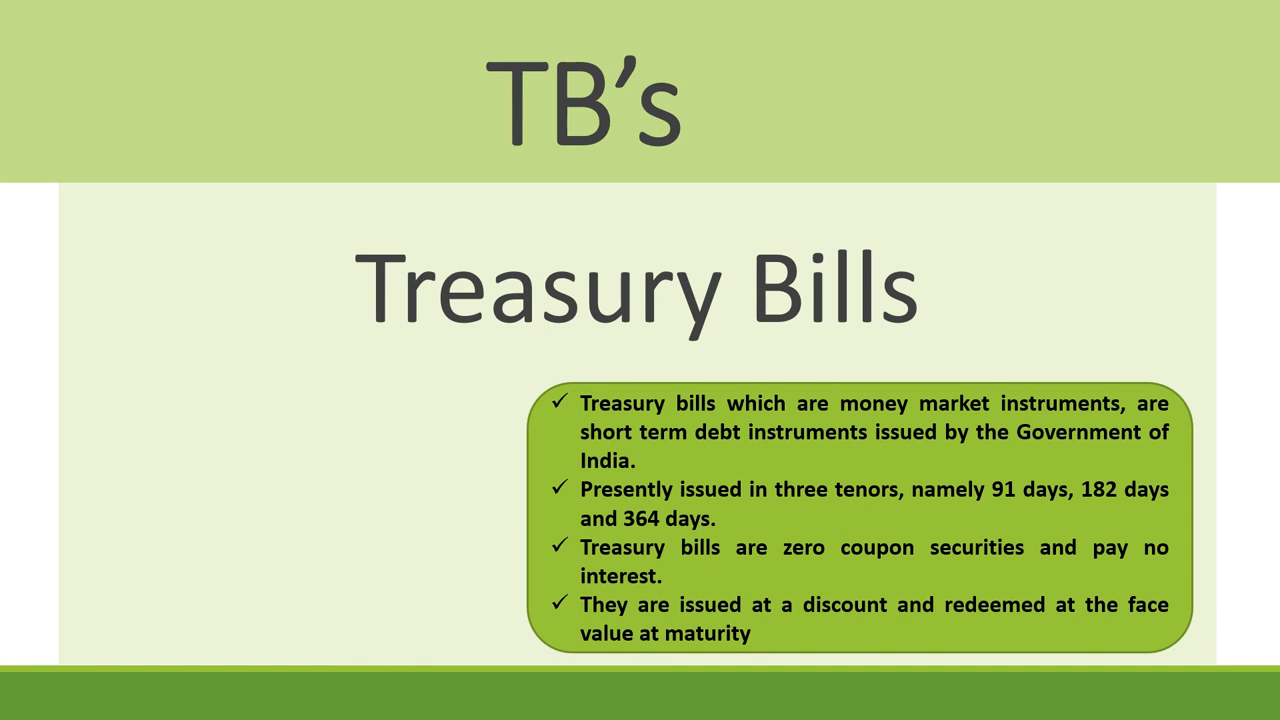 TB’s
Treasury Bills
✓ Treasury bills which are money market instruments, are
short term debt instruments issued by the Government of
India.
✓ Presently issued in three tenors, namely 91 days, 182 days
and 364 days.
✓ Treasury bills are zero coupon securities and pay no
interest.
✓ They are issued at a discount and redeemed at the face
value at maturity